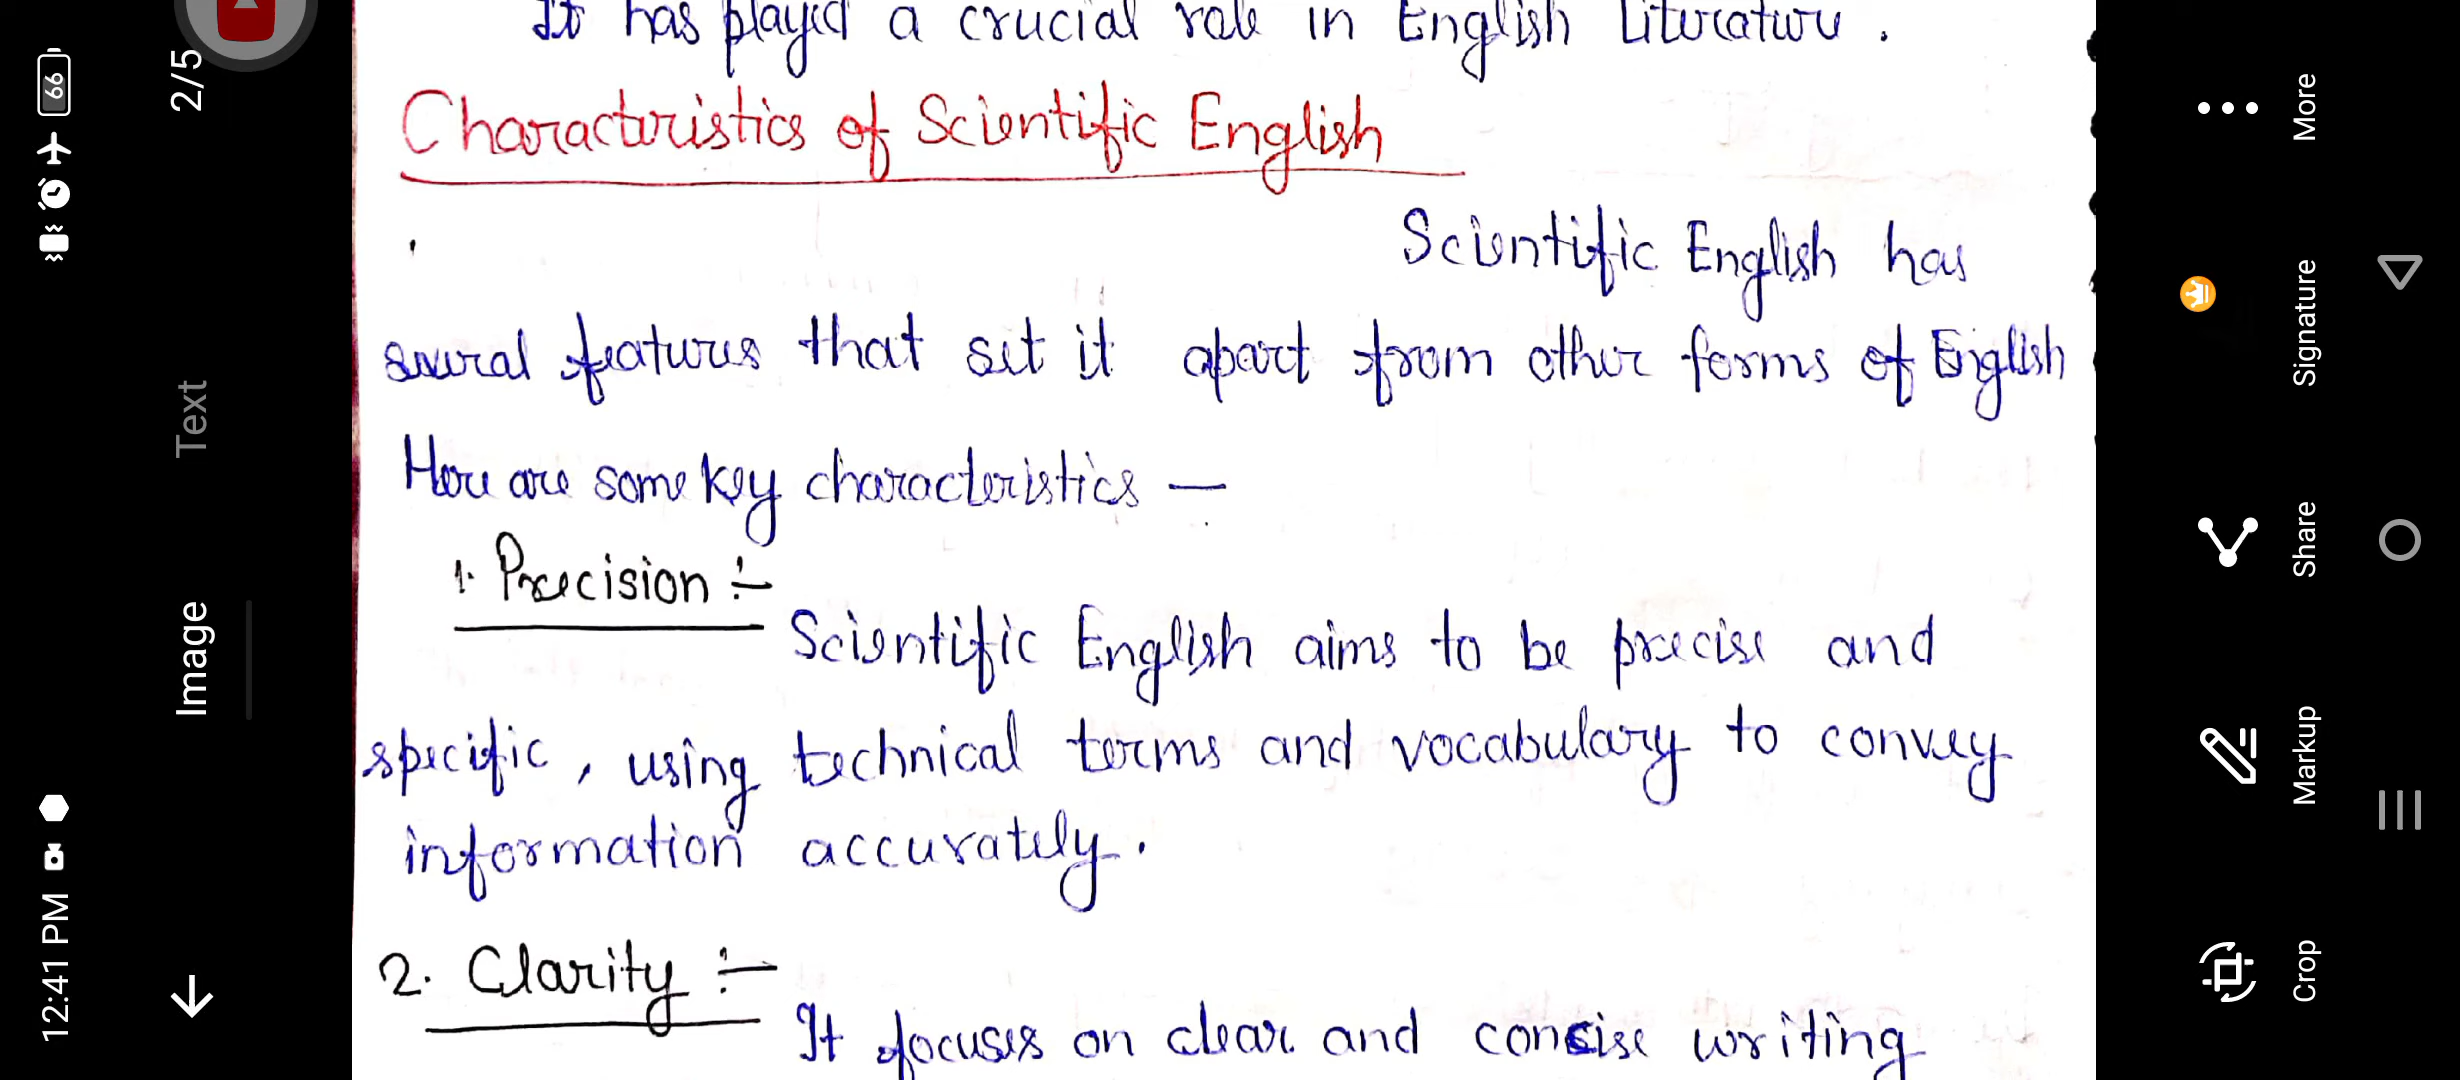 It has played a crucial role in English Literature.
Characteristics of Scientific English
Scientific English has
several features that set it apart from other forms of English
Here are some key characteristics —
1. Precision :-
Scientific English aims to be precise and
specific, using technical terms and vocabulary to convey
information accurately.
2. Clarity :-
It focuses on clear and concise writing
12:41 PM
66
2/5
Text
Image
More
Signature
Share
Markup
Crop